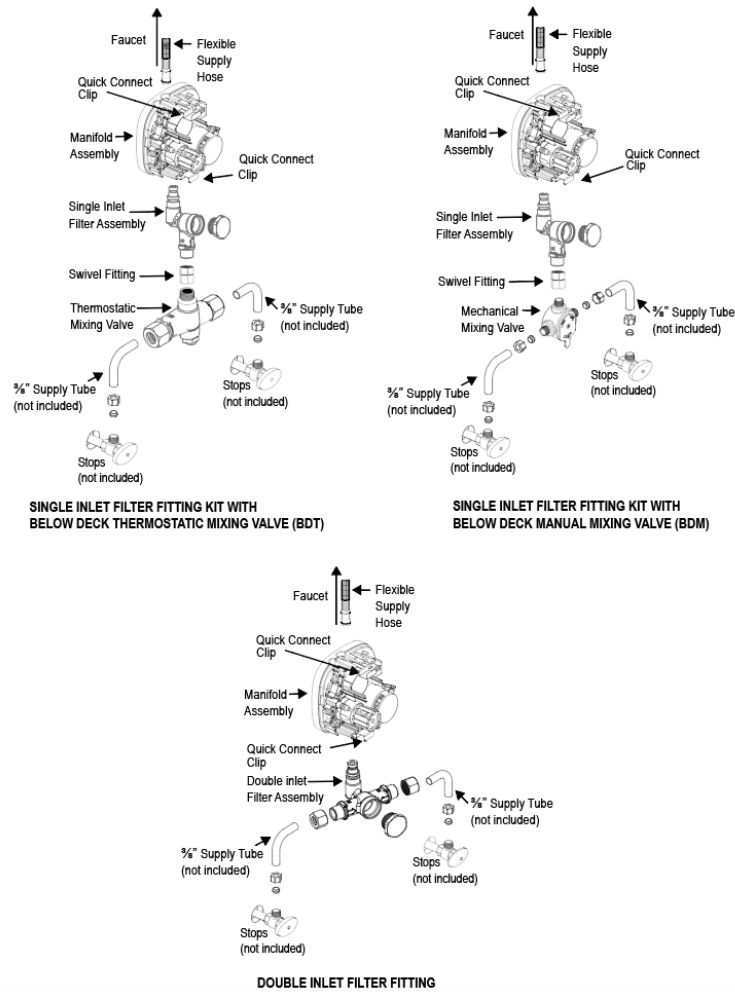 Faucet
Flexible
Supply
Hose
Quick Connect
Clip
Manifold
Assembly
Quick Connect
Clip
Single Inlet
Filter Assembly
Swivel Fitting
Thermostatic
Mixing Valve
⅜" Supply Tube
(not included)
Stops
(not included)
⅜" Supply Tube
(not included)
Stops
(not included)
SINGLE INLET FILTER FITTING KIT WITH
BELOW DECK THERMOSTATIC MIXING VALVE (BDT)
Faucet
Flexible
Supply
Hose
Quick Connect
Clip
Manifold
Assembly
Quick Connect
Clip
Single Inlet
Filter Assembly
Swivel Fitting
Mechanical
Mixing Valve
⅜" Supply Tube
(not included)
Stops
(not included)
⅜" Supply Tube
(not included)
Stops
(not included)
SINGLE INLET FILTER FITTING KIT WITH
BELOW DECK MANUAL MIXING VALVE (BDM)
Faucet
Flexible
Supply
Hose
Quick Connect
Clip
Manifold
Assembly
Quick Connect
Clip
Double inlet
Filter Assembly
⅜" Supply Tube
(not included)
Stops
(not included)
⅜" Supply Tube
(not included)
Stops
(not included)
DOUBLE INLET FILTER FITTING